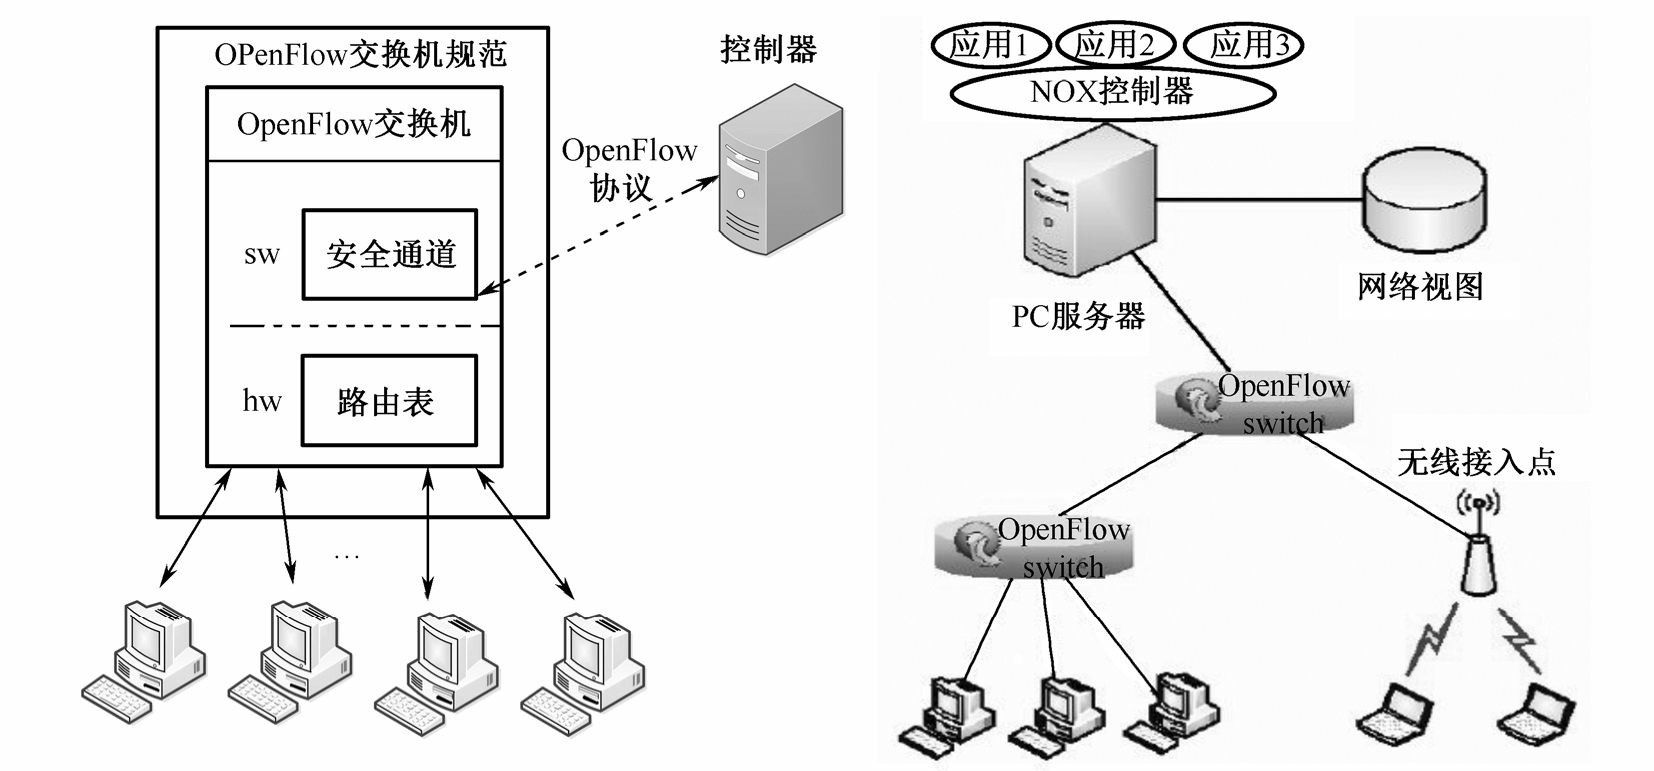 OPenFlow交换机规范
OpenFlow交换机
sw
安全通道
hw
路由表
...
OpenFlow
协议
控制器
应用1
应用2
应用3
NOX控制器
PC服务器
网络视图
OpenFlow
switch
无线接入点
OpenFlow
switch